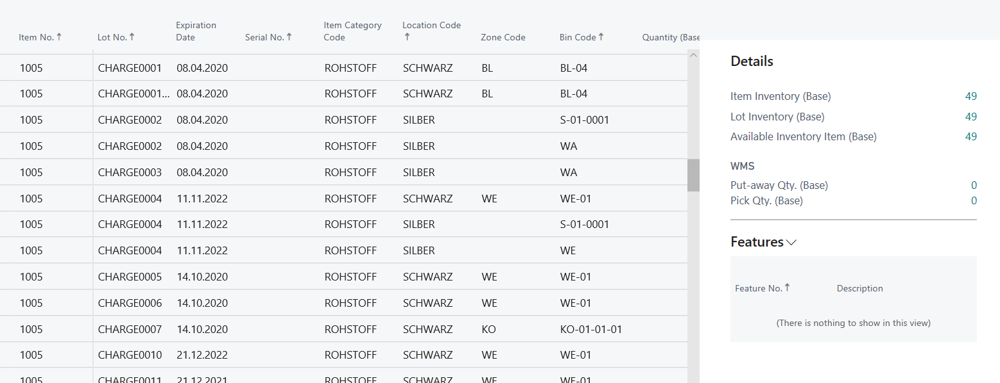 Item No. ↑ Lot No. ↑ Expiration Date Serial No. ↑ Item Category Code Location Code ↑ Zone Code Bin Code ↑ Quantity (Base
1005 CHARGE0001 08.04.2020 ROHSTOFF SCHWARZ BL BL-04
1005 CHARGE0001... 08.04.2020 ROHSTOFF SCHWARZ BL BL-04
1005 CHARGE0002 08.04.2020 ROHSTOFF SILBER S-01-0001
1005 CHARGE0002 08.04.2020 ROHSTOFF SILBER WA
1005 CHARGE0003 08.04.2020 ROHSTOFF SILBER WA
1005 CHARGE0004 11.11.2022 ROHSTOFF SCHWARZ WE WE-01
1005 CHARGE0004 11.11.2022 ROHSTOFF SILBER S-01-0001
1005 CHARGE0004 11.11.2022 ROHSTOFF SILBER WE
1005 CHARGE0005 14.10.2020 ROHSTOFF SCHWARZ WE WE-01
1005 CHARGE0006 14.10.2020 ROHSTOFF SCHWARZ WE WE-01
1005 CHARGE0007 14.10.2020 ROHSTOFF SCHWARZ KO KO-01-01-01
1005 CHARGE0010 21.12.2022 ROHSTOFF SCHWARZ WE WE-01
1005 CHARGE0011 21.12.2021 ROHSTOFF SCHWARZ WE WE-01
Details
Item Inventory (Base) 49
Lot Inventory (Base) 49
Available Inventory Item (Base) 49
WMS
Put-away Qty. (Base) 0
Pick Qty. (Base) 0
Features
Feature No. ↑ Description
(There is nothing to show in this view)